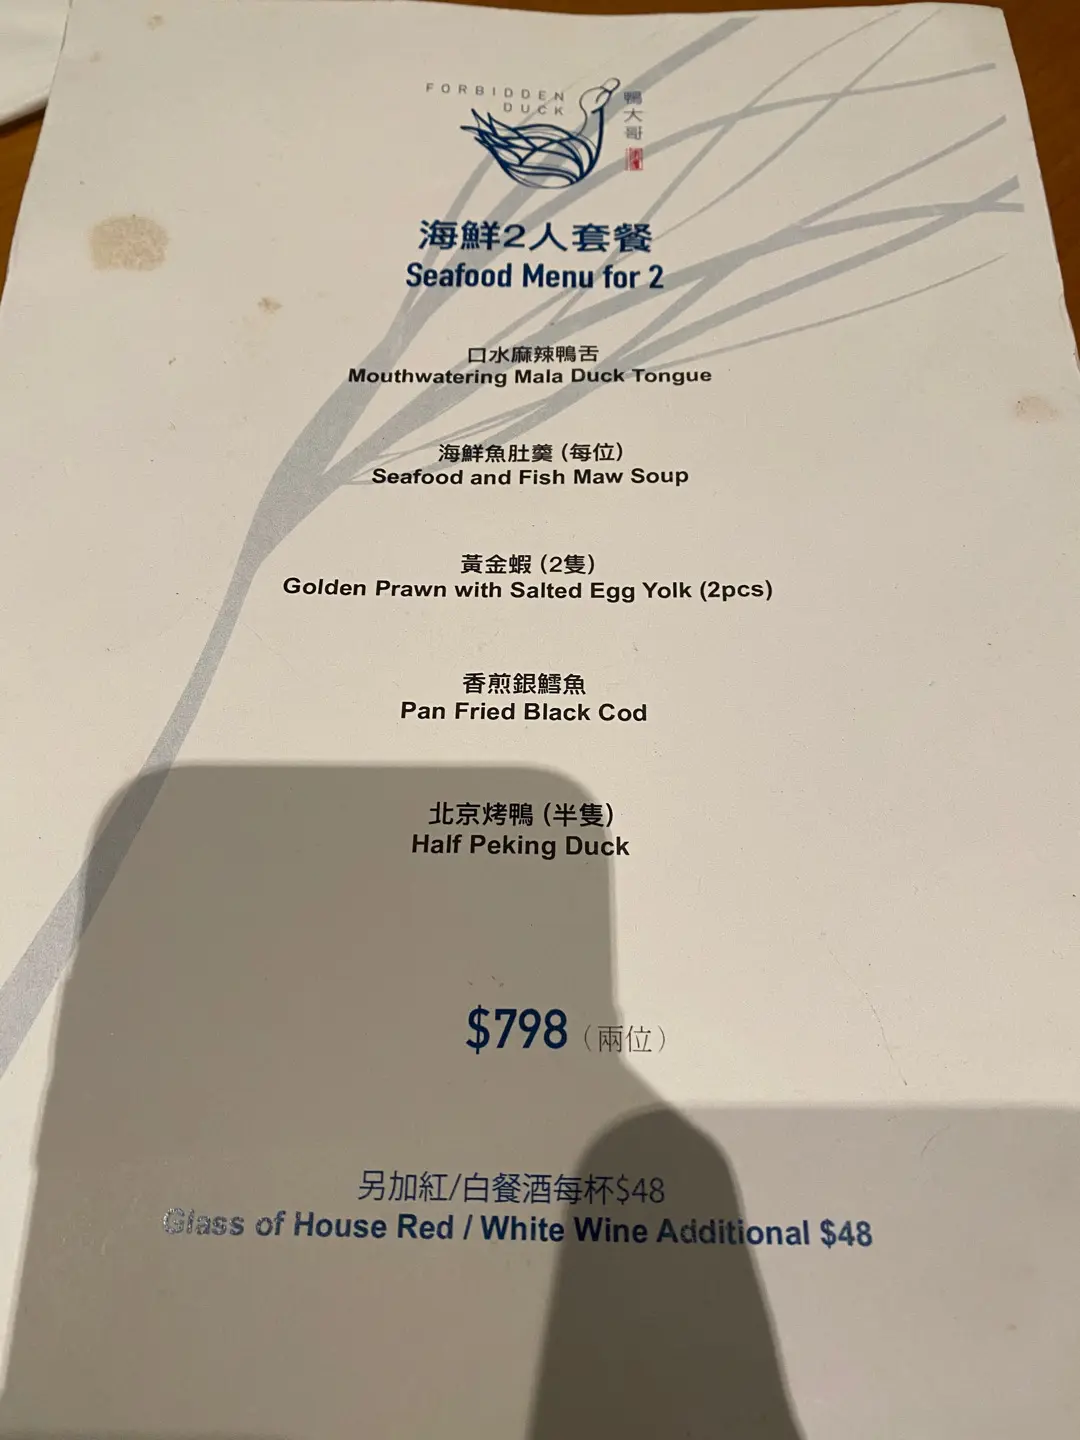 FORBIDDEN
DUCK
鴨大哥
海鮮2人套餐
Seafood Menu for 2
口水麻辣鴨舌
Mouthwatering Mala Duck Tongue
海鮮魚肚羹 (每位)
Seafood and Fish Maw Soup
黃金蝦 (2隻)
Golden Prawn with Salted Egg Yolk (2pcs)
香煎銀鱈魚
Pan Fried Black Cod
北京烤鴨 (半隻)
Half Peking Duck
$798 (兩位)
另加紅/白餐酒每杯$48
Glass of House Red / White Wine Additional $48